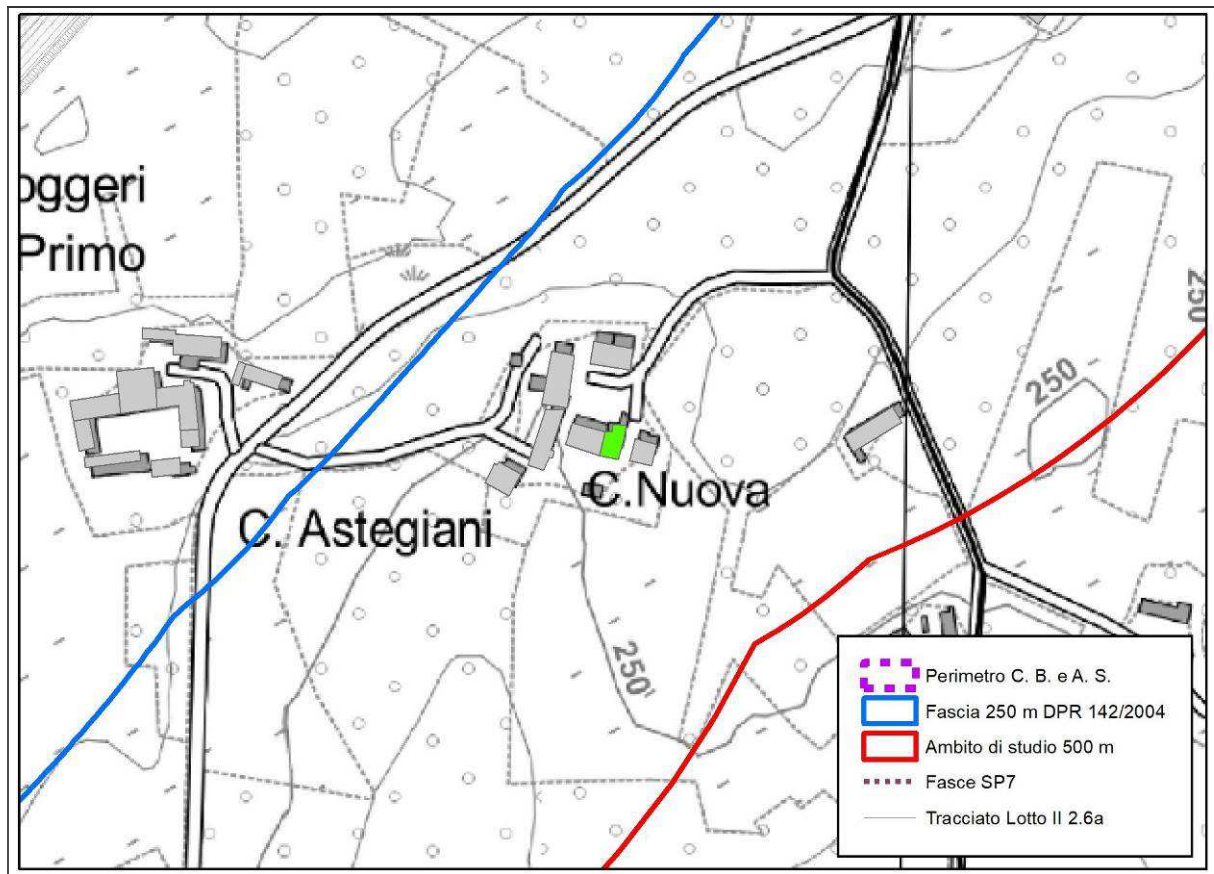 oggeri
Primo
250
250
C. Nuova
C. Astegiani
250
Perimetro C. B. e A. S.
Fascia 250 m DPR 142/2004
Ambito di studio 500 m
Fasce SP7
Tracciato Lotto II 2.6a